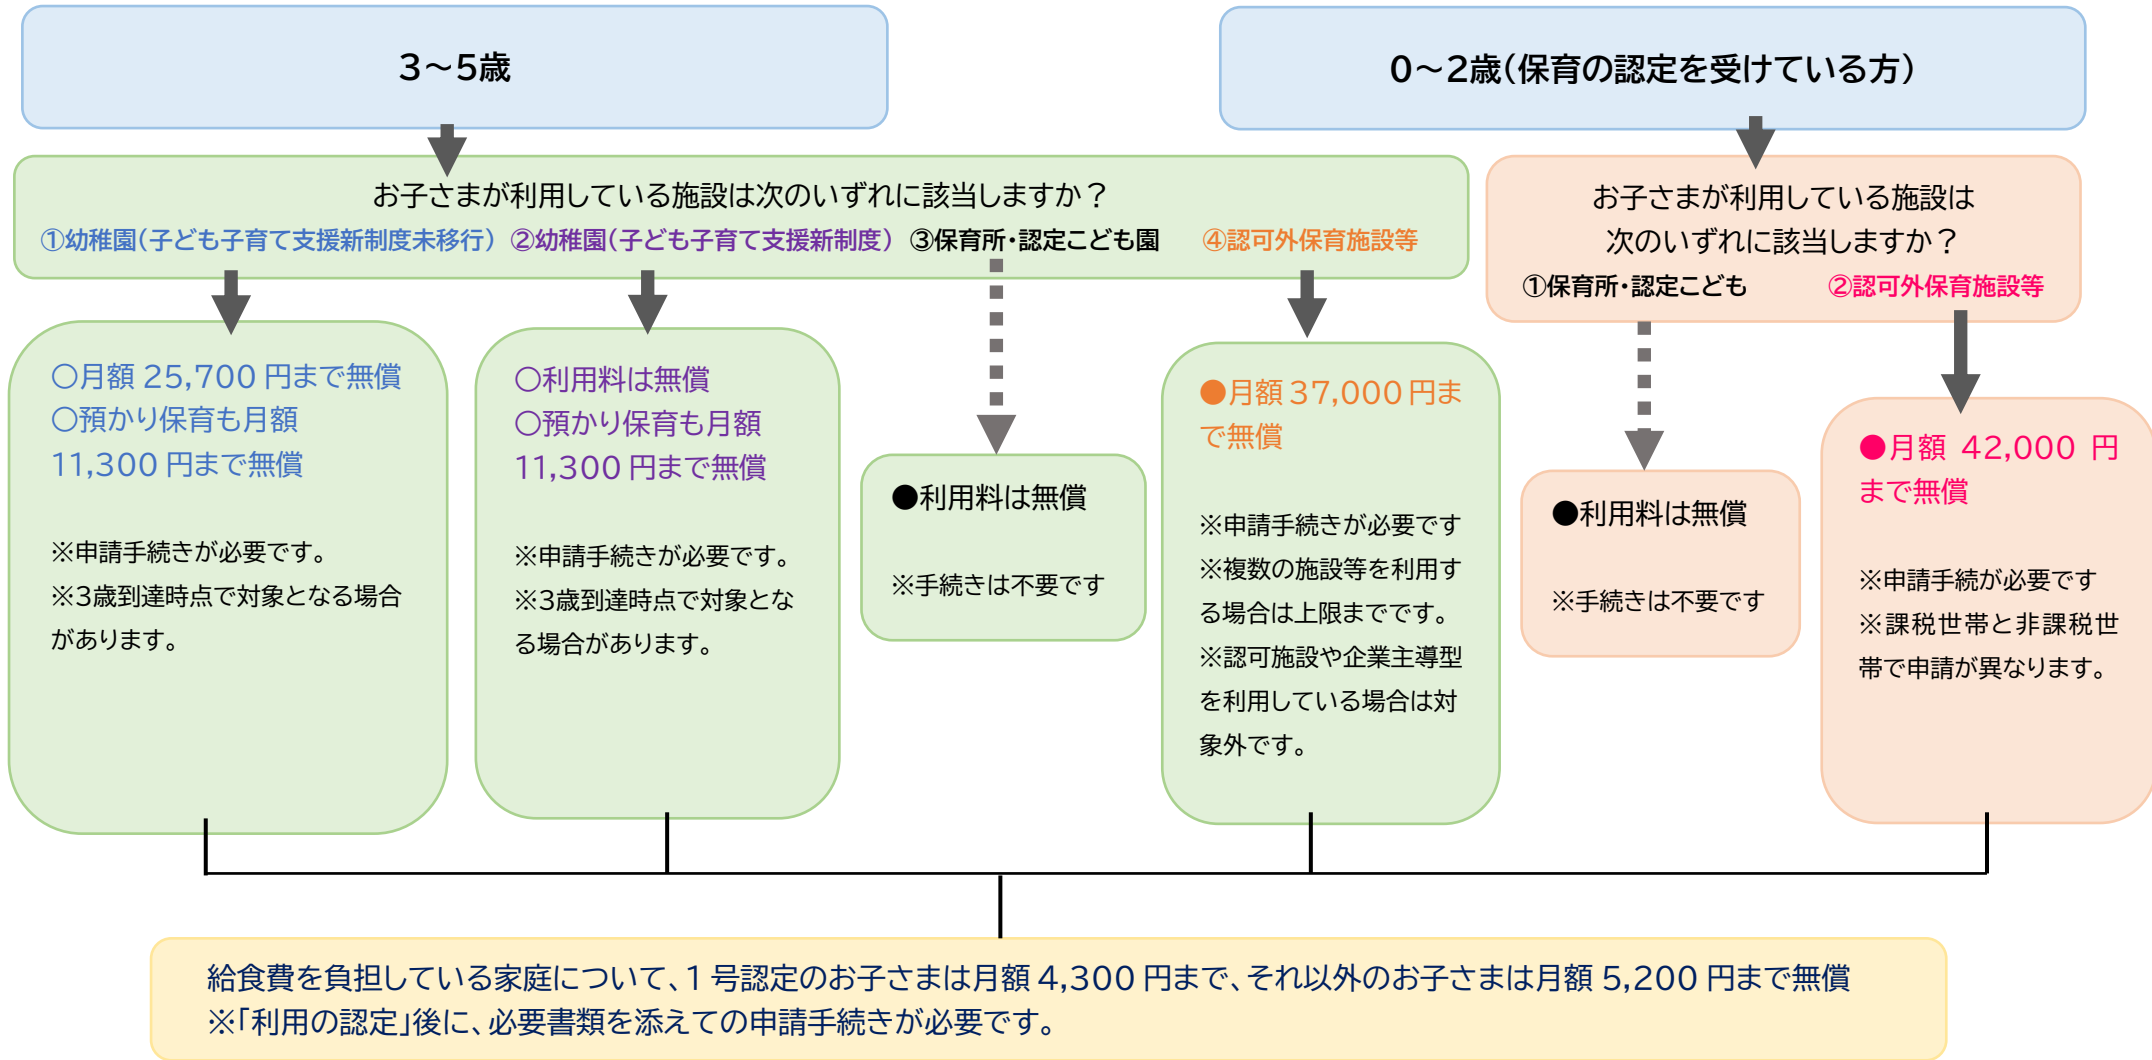 3～5歳
0～2歳(保育の認定を受けている方)
お子さまが利用している施設は次のいずれに該当しますか？
①幼稚園(子ども子育て支援新制度未移行) ②幼稚園(子ども子育て支援新制度) ③保育所・認定こども園 ④認可外保育施設等
お子さまが利用している施設は
次のいずれに該当しますか？
①保育所・認定こども ②認可外保育施設等
○月額 25,700 円まで無償
○預かり保育も月額
11,300 円まで無償
※申請手続きが必要です。
※3歳到達時点で対象となる場合
があります。
○利用料は無償
○預かり保育も月額
11,300 円まで無償
※申請手続きが必要です。
※3歳到達時点で対象とな
る場合があります。
●利用料は無償
※手続きは不要です
●月額 37,000 円ま
で無償
※申請手続きが必要です
※複数の施設等を利用す
る場合は上限までです。
※認可施設や企業主導型
を利用している場合は対
象外です。
●利用料は無償
※手続きは不要です
●月額 42,000 円
まで無償
※申請手続が必要です
※課税世帯と非課税世
帯で申請が異なります。
給食費を負担している家庭について、1 号認定のお子さまは月額 4,300 円まで、それ以外のお子さまは月額 5,200 円まで無償
※「利用の認定」後に、必要書類を添えての申請手続きが必要です。